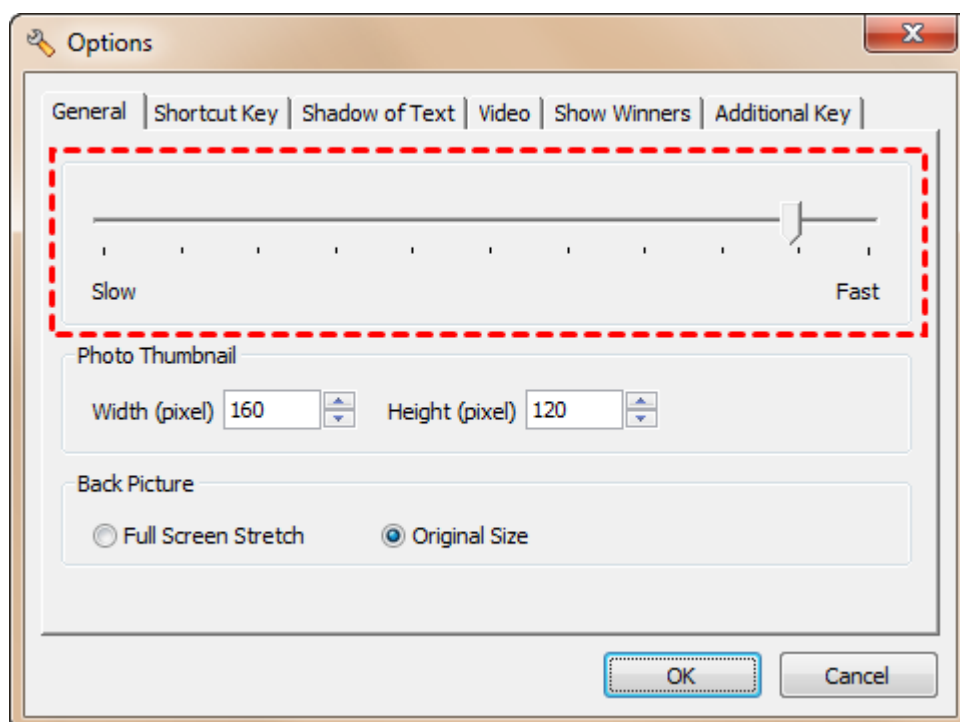 Options
General Shortcut Key Shadow of Text Video Show Winners Additional Key
Slow Fast
Photo Thumbnail
Width (pixel) 160 Height (pixel) 120
Back Picture
Full Screen Stretch Original Size
OK Cancel